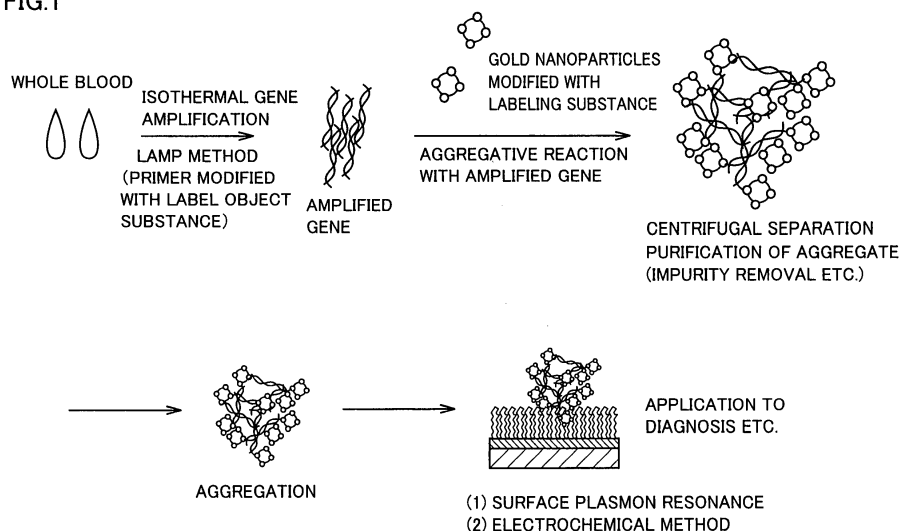 FIG.1
WHOLE BLOOD
ISOTHERMAL GENE
AMPLIFICATION
LAMP METHOD
(PRIMER MODIFIED
WITH LABEL OBJECT
SUBSTANCE)
AMPLIFIED
GENE
GOLD NANOPARTICLES
MODIFIED WITH
LABELING SUBSTANCE
AGGREGATIVE REACTION
WITH AMPLIFIED GENE
CENTRIFUGAL SEPARATION
PURIFICATION OF AGGREGATE
(IMPURITY REMOVAL ETC.)
AGGREGATION
APPLICATION TO
DIAGNOSIS ETC.
(1) SURFACE PLASMON RESONANCE
(2) ELECTROCHEMICAL METHOD